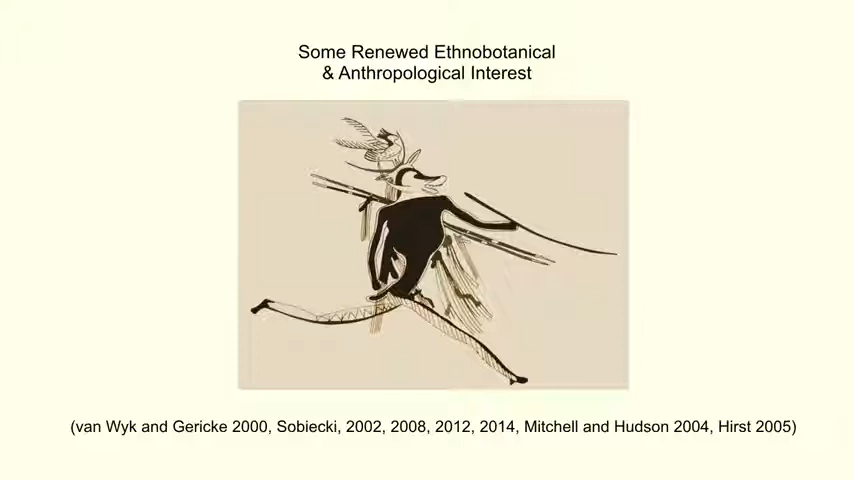 Some Renewed Ethnobotanical
& Anthropological Interest
(van Wyk and Gericke 2000, Sobiecki, 2002, 2008, 2012, 2014, Mitchell and Hudson 2004, Hirst 2005)